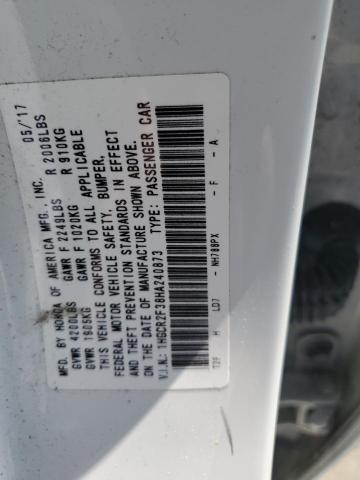 MFD. BY HONDA OF AMERICA MFG., INC. 05/'17
GVWR 4200LBS GAWR F 2249LBS R 2006LBS
GVWR 1905KG GAWR F 1020KG R 910KG
THIS VEHICLE CONFORMS TO ALL APPLICABLE
FEDERAL MOTOR VEHICLE SAFETY, BUMPER,
AND THEFT PREVENTION STANDARDS IN EFFECT
ON THE DATE OF MANUFACTURE SHOWN ABOVE.
V.I.N.: 1HGCR2F38HA240873 TYPE: PASSENGER CAR
T2F H LD7 - NH788PX - F - A